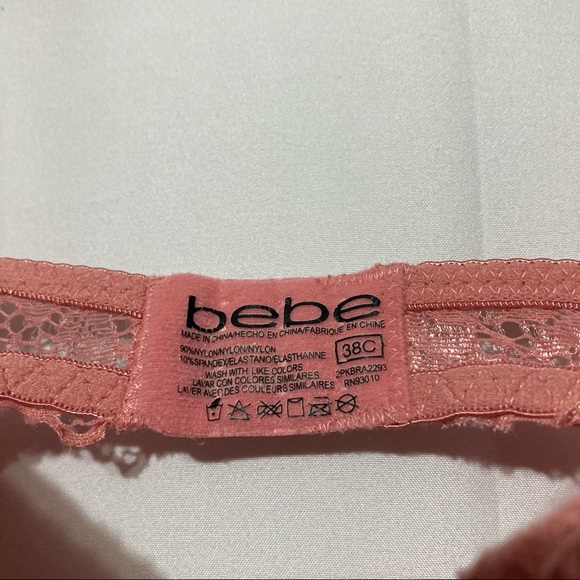 bebe
MADE IN CHINA/HECHO EN CHINA/FABRIQUE EN CHINE
90%NYLON/NYLON/NYLON
10%SPANDEX/ELASTANO/ELASTHANNE
WASH WITH LIKE COLORS
LAVAR CON COLORES SIMILARES
LAVER AVEC DES COULEURS SIMILAIRES
38C
2PKBRA2293
RN93010